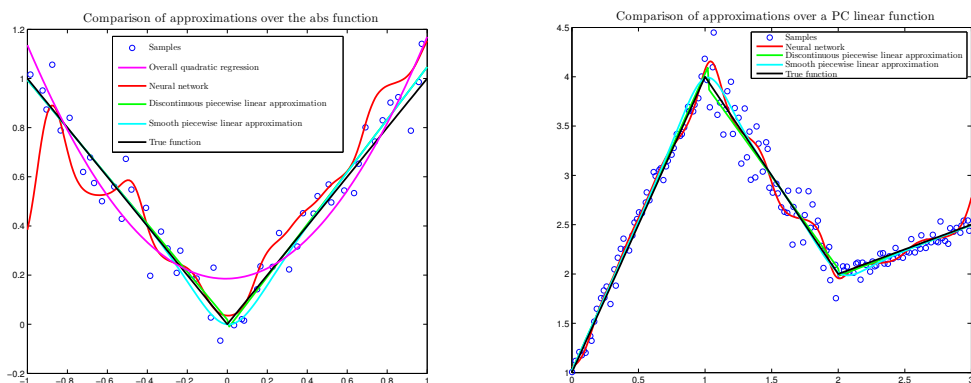 Comparison of approximations over the abs function
1.2
1
0.8
0.6
0.4
0.2
0
−0.2
Samples
Overall quadratic regression
Neural network
Discontinuous piecewise linear approximation
Smooth piecewise linear approximation
True function
−1 −0.8 −0.6 −0.4 −0.2 0 0.2 0.4 0.6 0.8 1
Comparison of approximations over a PC linear function
4.5
4
3.5
3
2.5
2
1.5
1
Samples
Neural network
Discontinuous piecewise linear approximation
Smooth piecewise linear approximation
True function
0 0.5 1 1.5 2 2.5 3